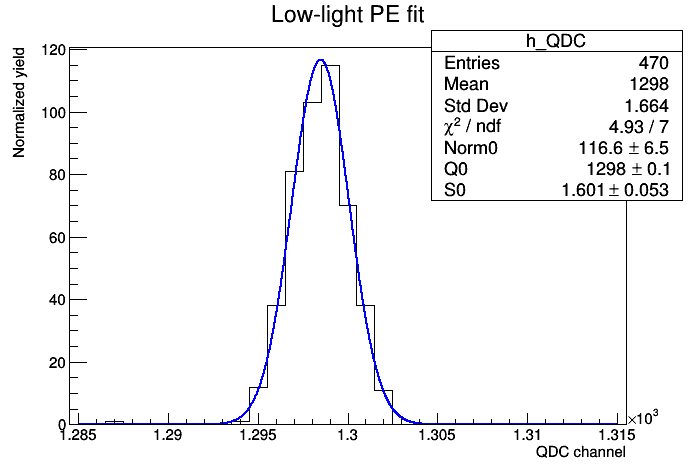 Low-light PE fit
h_QDC
Entries 470
Mean 1298
Std Dev 1.664
χ² / ndf 4.93 / 7
Norm0 116.6 ± 6.5
Q0 1298 ± 0.1
S0 1.601 ± 0.053
Normalized yield
120
100
80
60
40
20
0
1.285 1.29 1.295 1.3 1.305 1.31 1.315
×10³
QDC channel